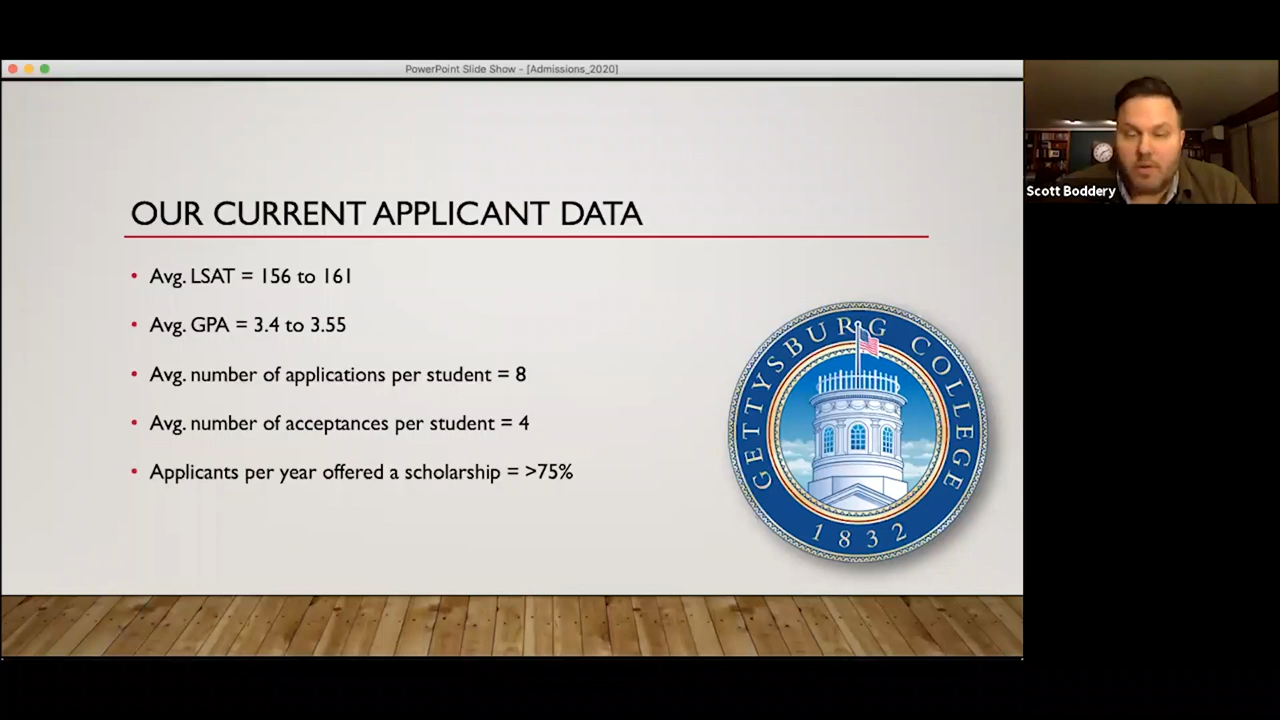 PowerPoint Slide Show - [Admissions_2020]
OUR CURRENT APPLICANT DATA
• Avg. LSAT = 156 to 161
• Avg. GPA = 3.4 to 3.55
• Avg. number of applications per student = 8
• Avg. number of acceptances per student = 4
• Applicants per year offered a scholarship = >75%
GETTYSBURG COLLEGE
1832
Scott Boddery